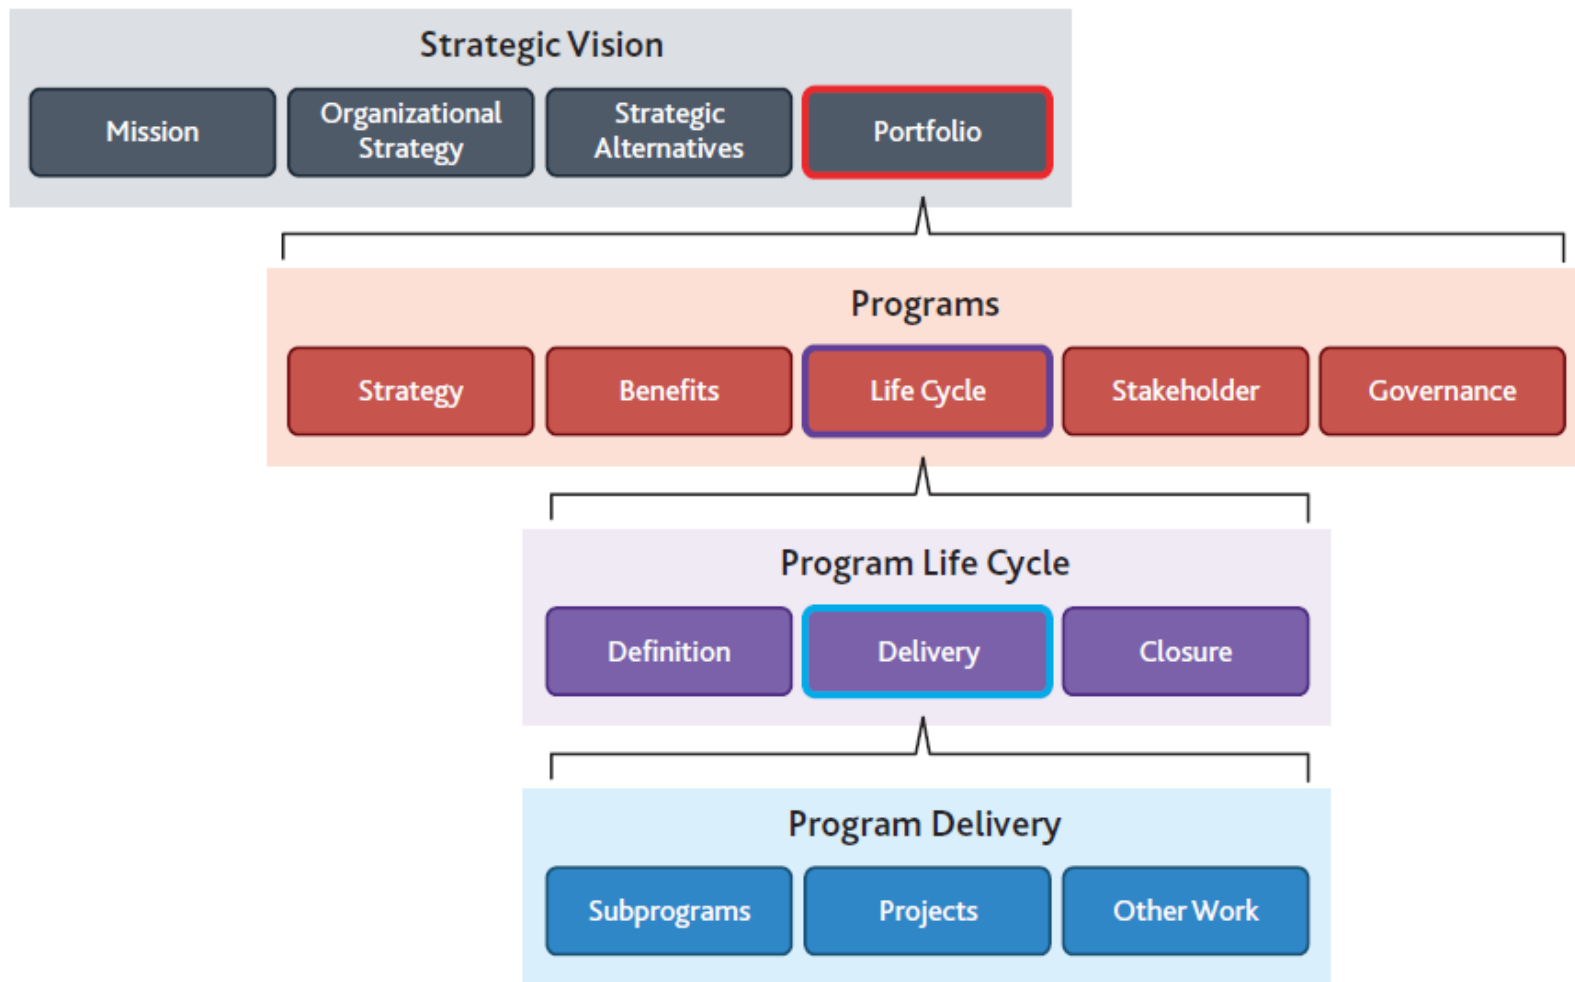 Strategic Vision
Mission
Organizational
Strategy
Strategic
Alternatives
Portfolio
Programs
Strategy
Benefits
Life Cycle
Stakeholder
Governance
Program Life Cycle
Definition
Delivery
Closure
Program Delivery
Subprograms
Projects
Other Work